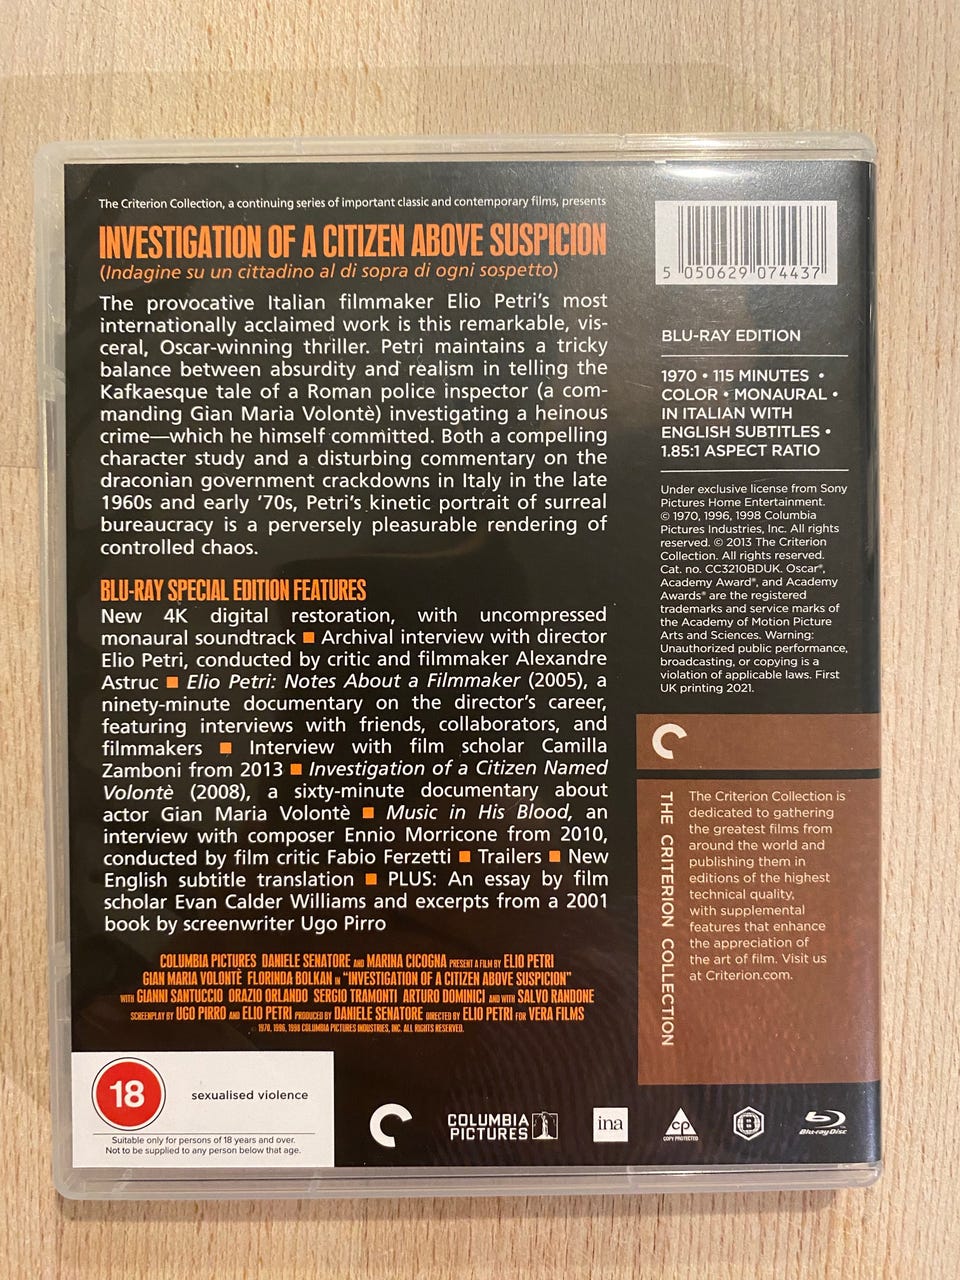 The Criterion Collection, a continuing series of important classic and contemporary films, presents
INVESTIGATION OF A CITIZEN ABOVE SUSPICION
(Indagine su un cittadino al di sopra di ogni sospetto)
The provocative Italian filmmaker Elio Petri's most
internationally acclaimed work is this remarkable, vis-
ceral, Oscar-winning thriller. Petri maintains a tricky
balance between absurdity and realism in telling the
Kafkaesque tale of a Roman police inspector (a com-
manding Gian Maria Volontè) investigating a heinous
crime—which he himself committed. Both a compelling
character study and a disturbing commentary on the
draconian government crackdowns in Italy in the late
1960s and early '70s, Petri's kinetic portrait of surreal
bureaucracy is a perversely pleasurable rendering of
controlled chaos.
BLU-RAY SPECIAL EDITION FEATURES
New 4K digital restoration, with uncompressed
monaural soundtrack ■ Archival interview with director
Elio Petri, conducted by critic and filmmaker Alexandre
Astruc ■ Elio Petri: Notes About a Filmmaker (2005), a
ninety-minute documentary on the director's career,
featuring interviews with friends, collaborators, and
filmmakers ■ Interview with film scholar Camilla
Zamboni from 2013 ■ Investigation of a Citizen Named
Volontè (2008), a sixty-minute documentary about
actor Gian Maria Volontè ■ Music in His Blood, an
interview with composer Ennio Morricone from 2010,
conducted by film critic Fabio Ferzetti ■ Trailers ■ New
English subtitle translation ■ PLUS: An essay by film
scholar Evan Calder Williams and excerpts from a 2001
book by screenwriter Ugo Pirro
COLUMBIA PICTURES DANIELE SENATORE AND MARINA CICOGNA PRESENT A FILM BY ELIO PETRI
GIAN MARIA VOLONTÈ FLORINDA BOLKAN IN "INVESTIGATION OF A CITIZEN ABOVE SUSPICION"
WITH GIANNI SANTUCCIO ORAZIO ORLANDO SERGIO TRAMONTI ARTURO DOMINICI AND WITH SALVO RANDONE
SCREENPLAY BY UGO PIRRO AND ELIO PETRI PRODUCED BY DANIELE SENATORE DIRECTED BY ELIO PETRI FOR VERA FILMS
© 1970, 1996, 1998 COLUMBIA PICTURES INDUSTRIES, INC. ALL RIGHTS RESERVED.
18
sexualised violence
Suitable only for persons of 18 years and over.
Not to be supplied to any person below that age.
5 050629 074437
BLU-RAY EDITION
1970 • 115 MINUTES •
COLOR • MONAURAL •
IN ITALIAN WITH
ENGLISH SUBTITLES •
1.85:1 ASPECT RATIO
Under exclusive license from Sony
Pictures Home Entertainment.
© 1970, 1996, 1998 Columbia
Pictures Industries, Inc. All rights
reserved. © 2013 The Criterion
Collection. All rights reserved.
Cat. no. CC3210BDUK. Oscar®,
Academy Award®, and Academy
Awards® are the registered
trademarks and service marks of
the Academy of Motion Picture
Arts and Sciences. Warning:
Unauthorized public performance,
broadcasting, or copying is a
violation of applicable laws. First
UK printing 2021.
THE CRITERION COLLECTION
The Criterion Collection is
dedicated to gathering
the greatest films from
around the world and
publishing them in
editions of the highest
technical quality,
with supplemental
features that enhance
the appreciation of
the art of film. Visit us
at Criterion.com.
COLUMBIA
PICTURES
ina
CP
COPY PROTECTED
B
Blu-ray Disc